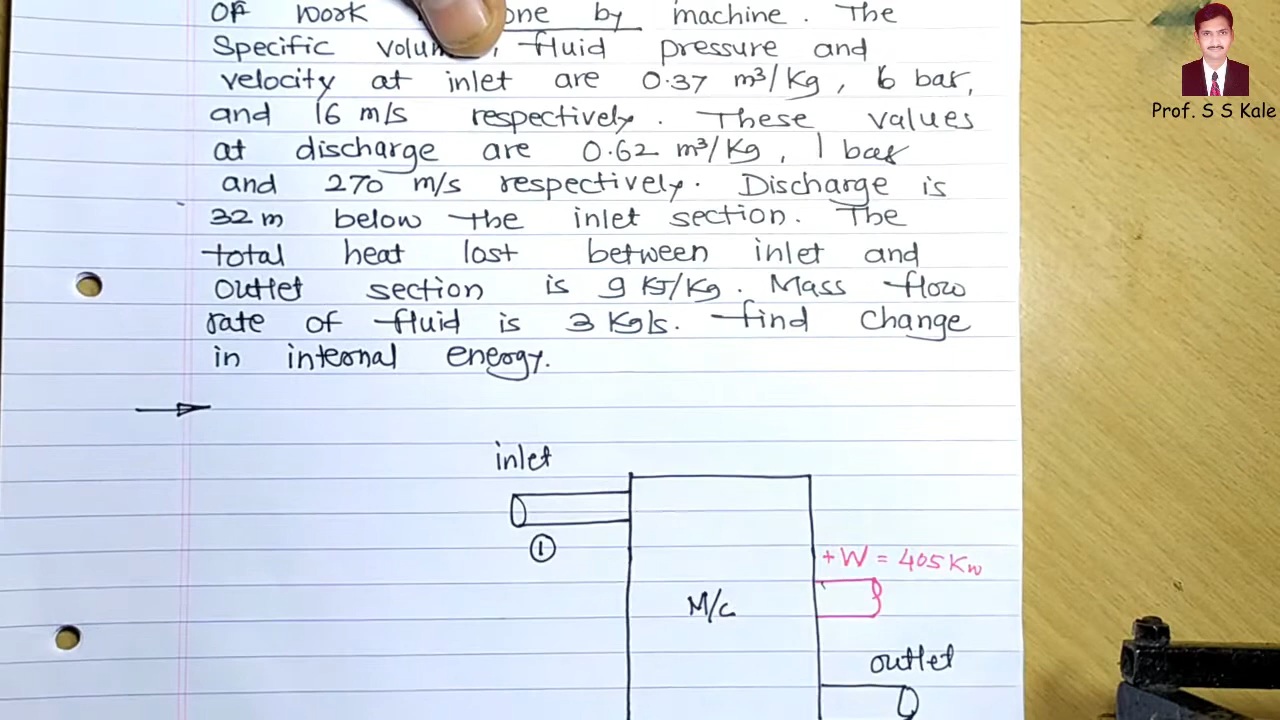 OF work one by machine. The
Specific fluid pressure and
velocity at inlet are 0.37 m³/kg, 6 bar,
and 16 m/s respectively. These values
at discharge are 0.62 m³/kg, 1 bar
and 270 m/s respectively. Discharge is
32 m below the inlet section. The
total heat lost between inlet and
outlet section is 9 KJ/Kg. Mass flow
rate of fluid is 3 Kg/s. find change
in internal energy.
inlet
①
+W = 405 Kw
M/c
outlet
Prof. S S Kale